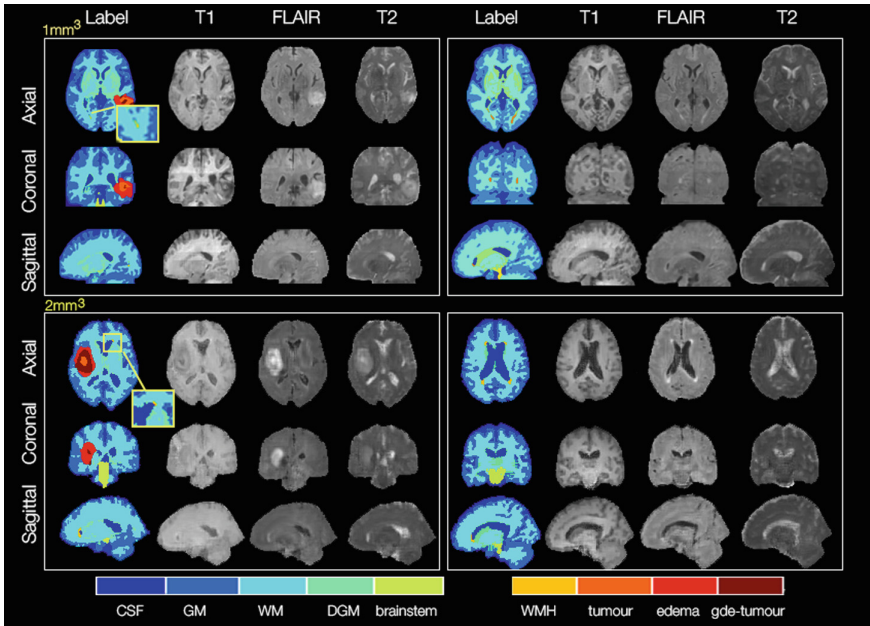 Label T1 FLAIR T2 Label T1 FLAIR T2
1mm3
Axial
Coronal
Sagittal
2mm3
Axial
Coronal
Sagittal
CSF GM WM DGM brainstem WMH tumour edema gde-tumour